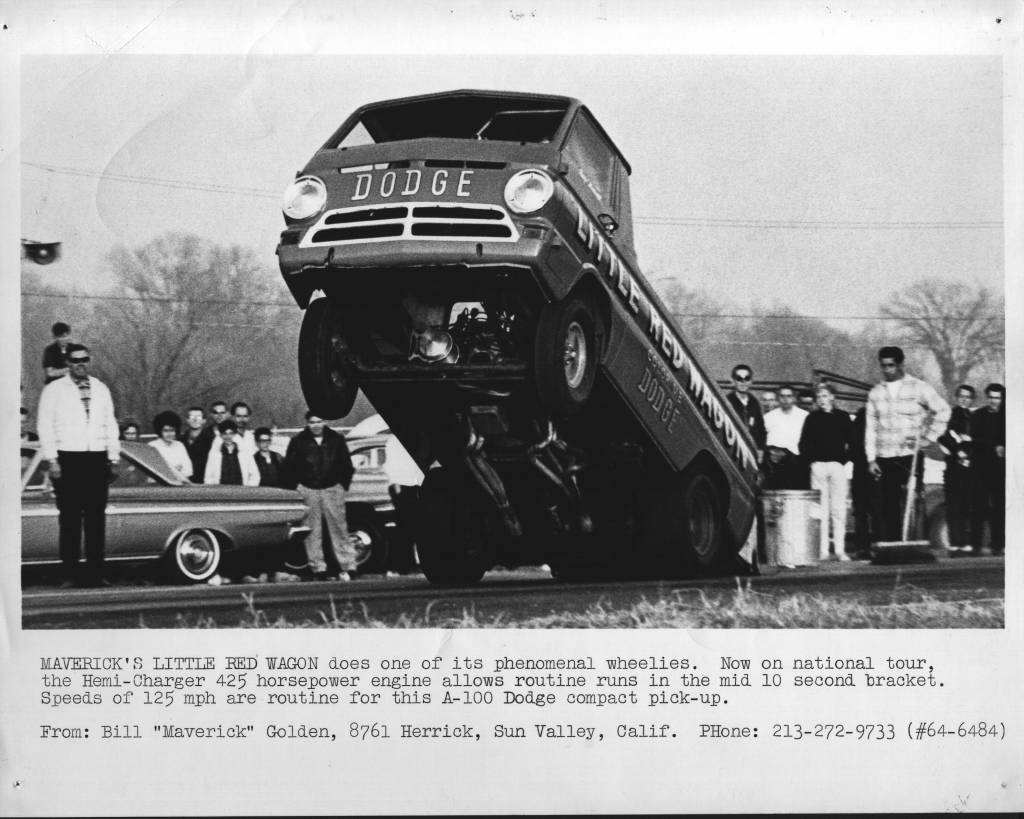 DODGE
LITTLE RED WAGON
DODGE
MAVERICK'S LITTLE RED WAGON does one of its phenomenal wheelies. Now on national tour,
the Hemi-Charger 425 horsepower engine allows routine runs in the mid 10 second bracket.
Speeds of 125 mph are routine for this A-100 Dodge compact pick-up.
From: Bill "Maverick" Golden, 8761 Herrick, Sun Valley, Calif. PHone: 213-272-9733 (#64-6484)